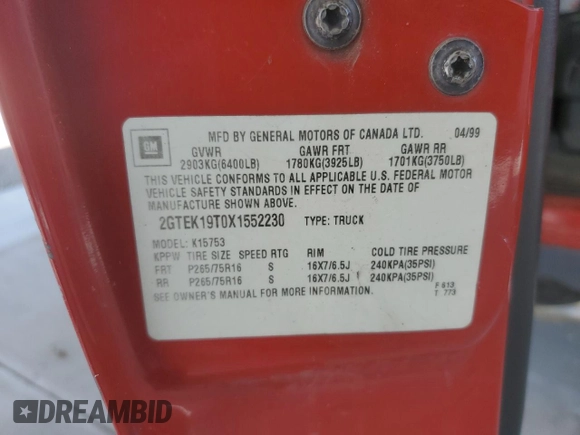 GM
MFD BY GENERAL MOTORS OF CANADA LTD. 04/99
GVWR GAWR FRT GAWR RR
2903KG(6400LB) 1780KG(3925LB) 1701KG(3750LB)
THIS VEHICLE CONFORMS TO ALL APPLICABLE U.S. FEDERAL MOTOR
VEHICLE SAFETY STANDARDS IN EFFECT ON THE DATE OF
MANUFACTURE SHOWN ABOVE.
2GTEK19T0X1552230 TYPE: TRUCK
MODEL: K15753
KPPW TIRE SIZE SPEED RTG RIM COLD TIRE PRESSURE
FRT P265/75R16 S 16X7/6.5J 240KPA(35PSI)
RR P265/75R16 S 16X7/6.5J 240KPA(35PSI)
SEE OWNER'S MANUAL FOR MORE INFORMATION.
F 613
T 773
DREAMBID